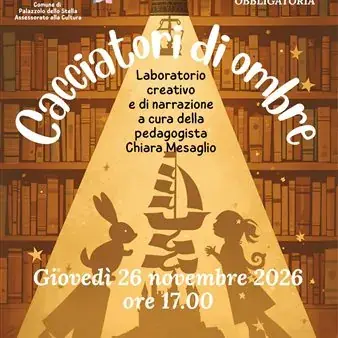 Comune di
Palazzolo dello Stella
Assessorato alla Cultura
OBBLIGATORIA
Cacciatori di ombre
Laboratorio
creativo
e di narrazione
a cura della
pedagogista
Chiara Mesaglio
Giovedì 26 novembre 2026
ore 17.00